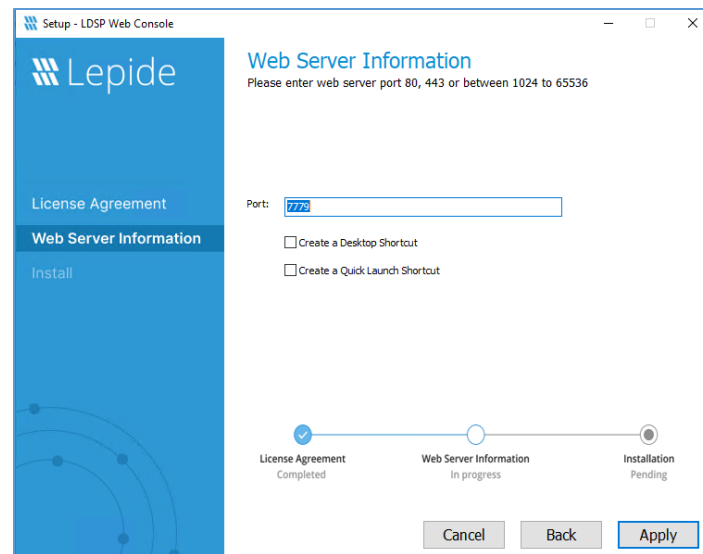 Setup - LDSP Web Console
Lepide
Web Server Information
Please enter web server port 80, 443 or between 1024 to 65536
License Agreement
Web Server Information
Install
Port: 7779
Create a Desktop Shortcut
Create a Quick Launch Shortcut
License Agreement Web Server Information Installation
Completed In progress Pending
Cancel Back Apply